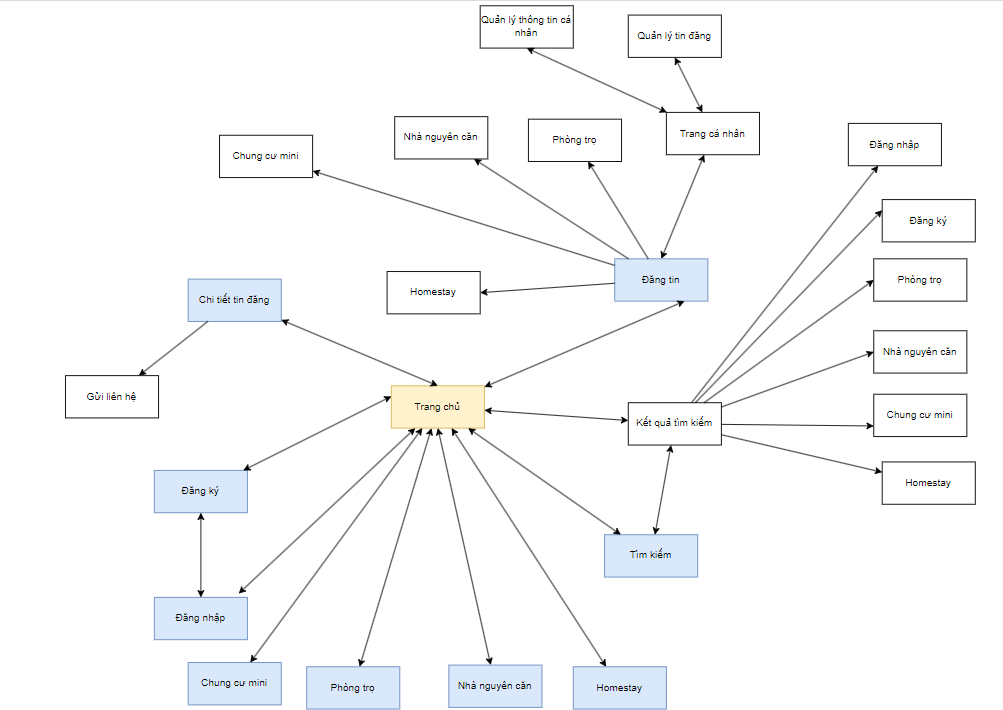 Quản lý thông tin cá
nhân
Quản lý tin đăng
Nhà nguyên căn
Phòng trọ
Trang cá nhân
Chung cư mini
Đăng nhập
Đăng ký
Đăng tin
Phòng trọ
Homestay
Chi tiết tin đăng
Nhà nguyên căn
Gửi liên hệ
Trang chủ
Kết quả tìm kiếm
Chung cư mini
Homestay
Đăng ký
Tìm kiếm
Đăng nhập
Chung cư mini
Phòng trọ
Nhà nguyên căn
Homestay